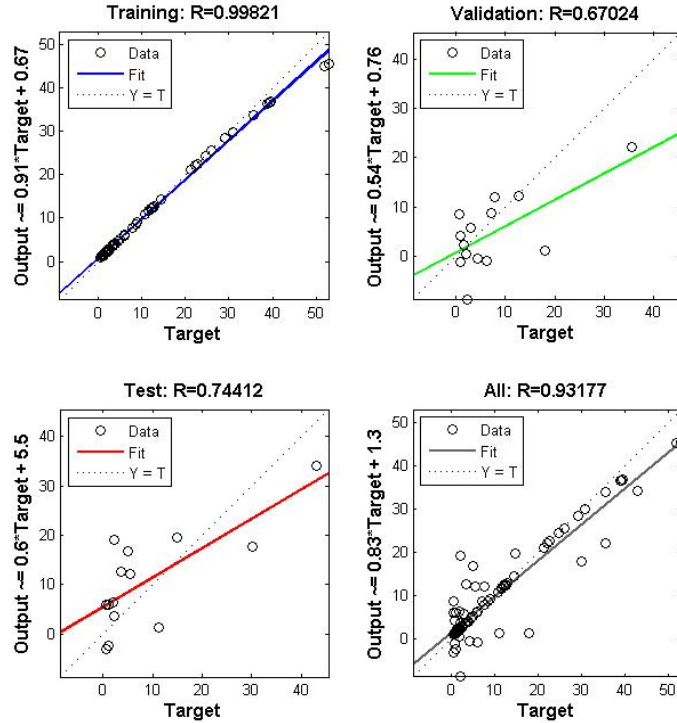 Training: R=0.99821
Output ~= 0.91*Target + 0.67
50
40
30
20
10
0
Data
Fit
Y = T
0 10 20 30 40 50
Target
Validation: R=0.67024
Output ~= 0.54*Target + 0.76
40
30
20
10
0
Data
Fit
Y = T
0 10 20 30 40
Target
Test: R=0.74412
Output ~= 0.6*Target + 5.5
40
30
20
10
0
Data
Fit
Y = T
0 10 20 30 40
Target
All: R=0.93177
Output ~= 0.83*Target + 1.3
50
40
30
20
10
0
Data
Fit
Y = T
0 10 20 30 40 50
Target